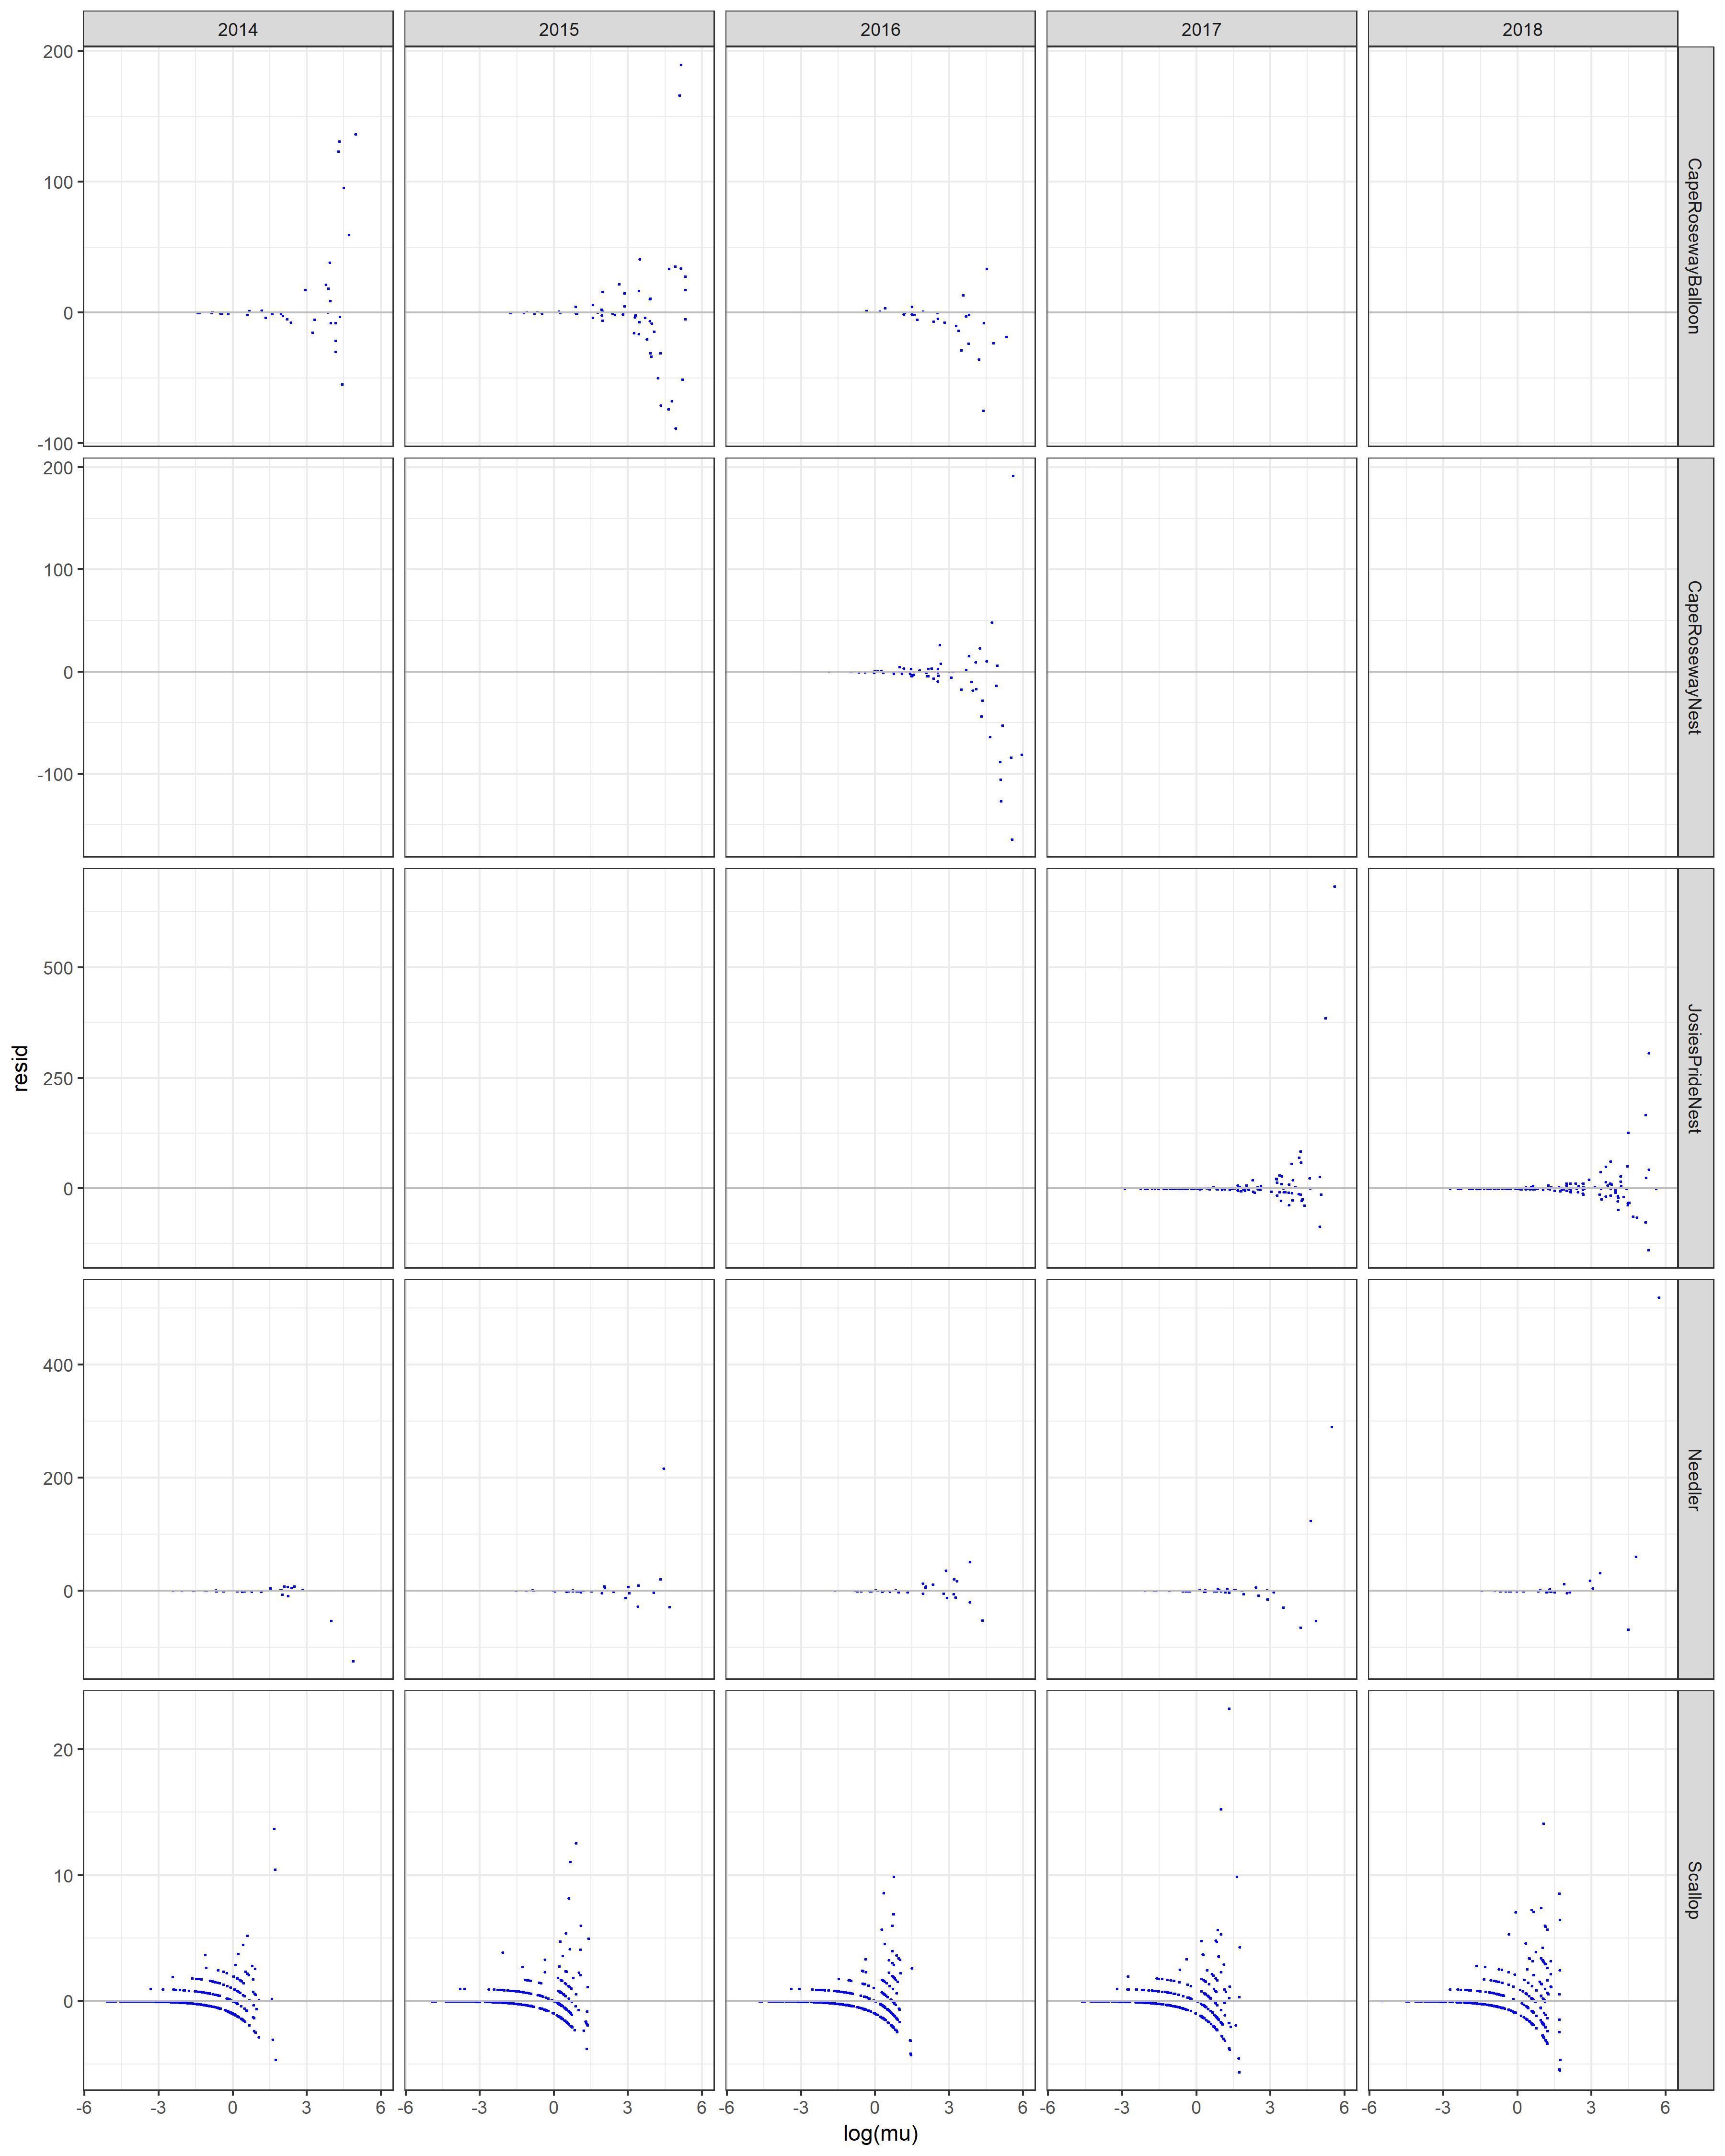 2014 2015 2016 2017 2018
200
100
0
-100
CapeRosewayBalloon
200
100
0
-100
CapeRosewayNest
500
250
0
JosiesPrideNest
400
200
0
Needler
20
10
0
Scallop
resid
-6 -3 0 3 6 -6 -3 0 3 6 -6 -3 0 3 6 -6 -3 0 3 6 -6 -3 0 3 6
log(mu)